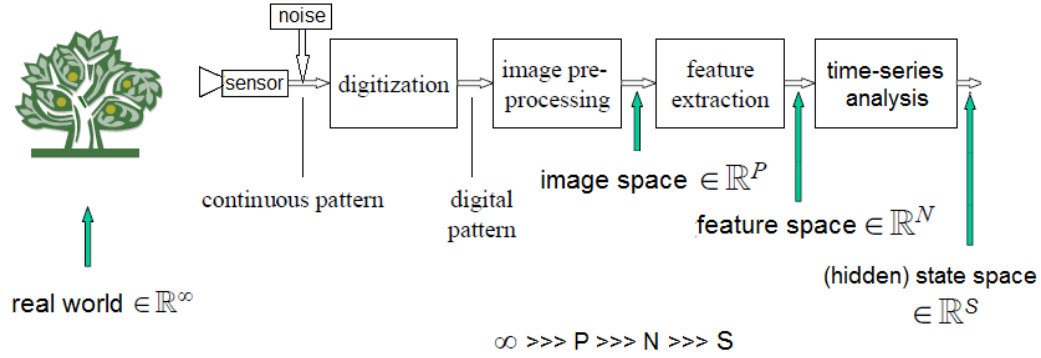 noise
sensor
digitization
image pre-
processing
feature
extraction
time-series
analysis
continuous pattern
digital
pattern
image space ∈ ℝ^P
feature space ∈ ℝ^N
(hidden) state space
∈ ℝ^S
real world ∈ ℝ^∞
∞ >>> P >>> N >>> S